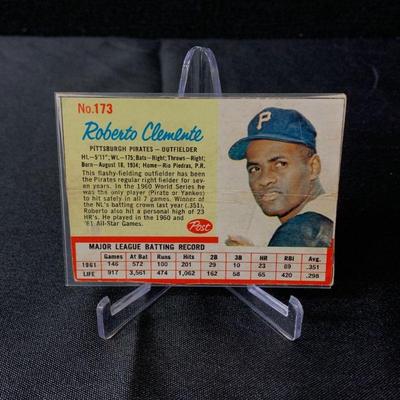 No. 173
Roberto Clemente
PITTSBURGH PIRATES – OUTFIELDER
Ht.-5'11"; Wt.-175; Bats-Right; Throws-Right;
Born-August 18, 1934; Home-Rio Piedras, P.R.
This flashy-fielding outfielder has been
the Pirates regular right fielder for sev-
en years. In the 1960 World Series he
was the only player (Pirate or Yankee)
to hit safely in all 7 games. Winner of
the NL's batting crown last year (.351),
Roberto also hit a personal high of 23
HR's. He played in the 1960 and
'61 All-Star Games.
Post
P
MAJOR LEAGUE BATTING RECORD
Games At Bat Runs Hits 2B 3B HR RBI Avg.
1961 146 572 100 201 29 10 23 89 .351
LIFE 917 3,561 474 1,062 162 58 65 420 .298